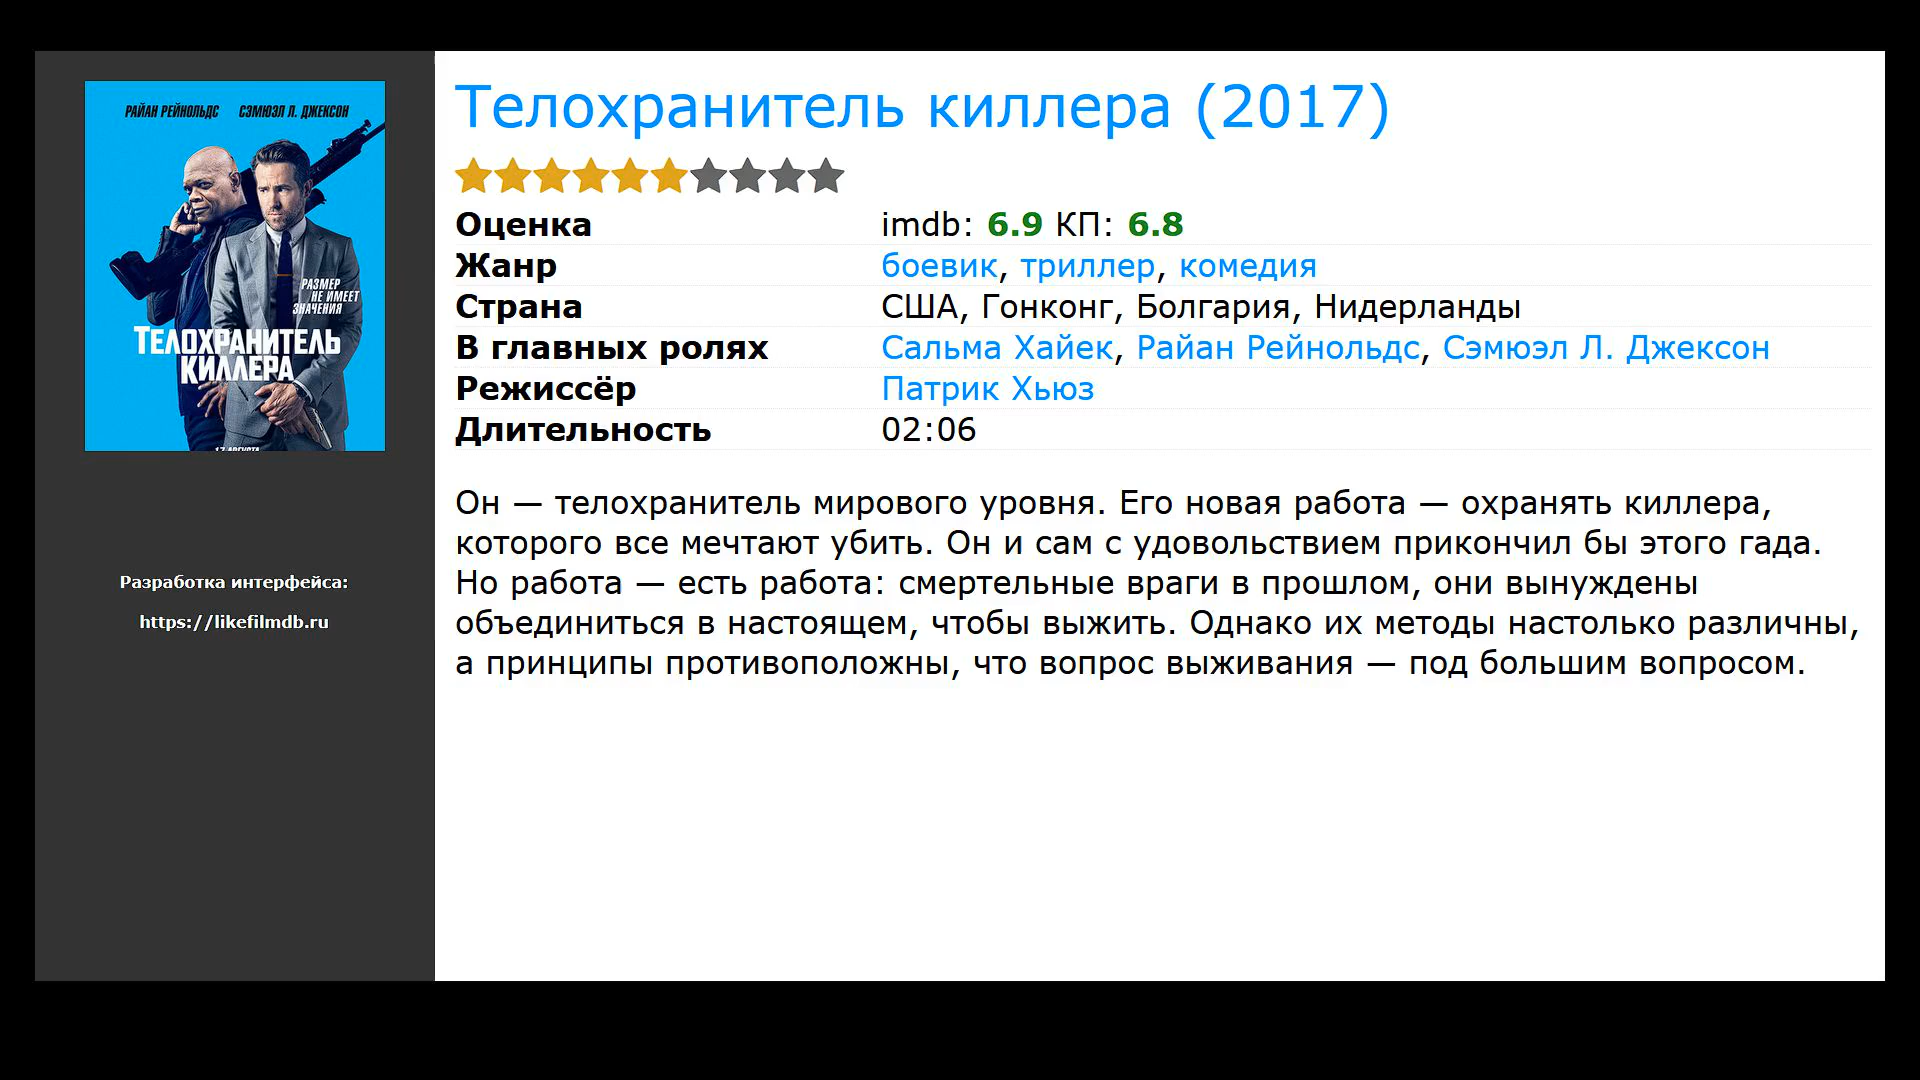 РАЙАН РЕЙНОЛЬДС СЭМЮЭЛ Л. ДЖЕКСОН
РАЗМЕР
НЕ ИМЕЕТ
ЗНАЧЕНИЯ
ТЕЛОХРАНИТЕЛЬ
КИЛЛЕРА
17 АВГУСТА
Разработка интерфейса:
https://likefilmdb.ru
Телохранитель киллера (2017)
Оценка imdb: 6.9 КП: 6.8
Жанр боевик, триллер, комедия
Страна США, Гонконг, Болгария, Нидерланды
В главных ролях Сальма Хайек, Райан Рейнольдс, Сэмюэл Л. Джексон
Режиссёр Патрик Хьюз
Длительность 02:06
Он — телохранитель мирового уровня. Его новая работа — охранять киллера,
которого все мечтают убить. Он и сам с удовольствием прикончил бы этого гада.
Но работа — есть работа: смертельные враги в прошлом, они вынуждены
объединиться в настоящем, чтобы выжить. Однако их методы настолько различны,
а принципы противоположны, что вопрос выживания — под большим вопросом.